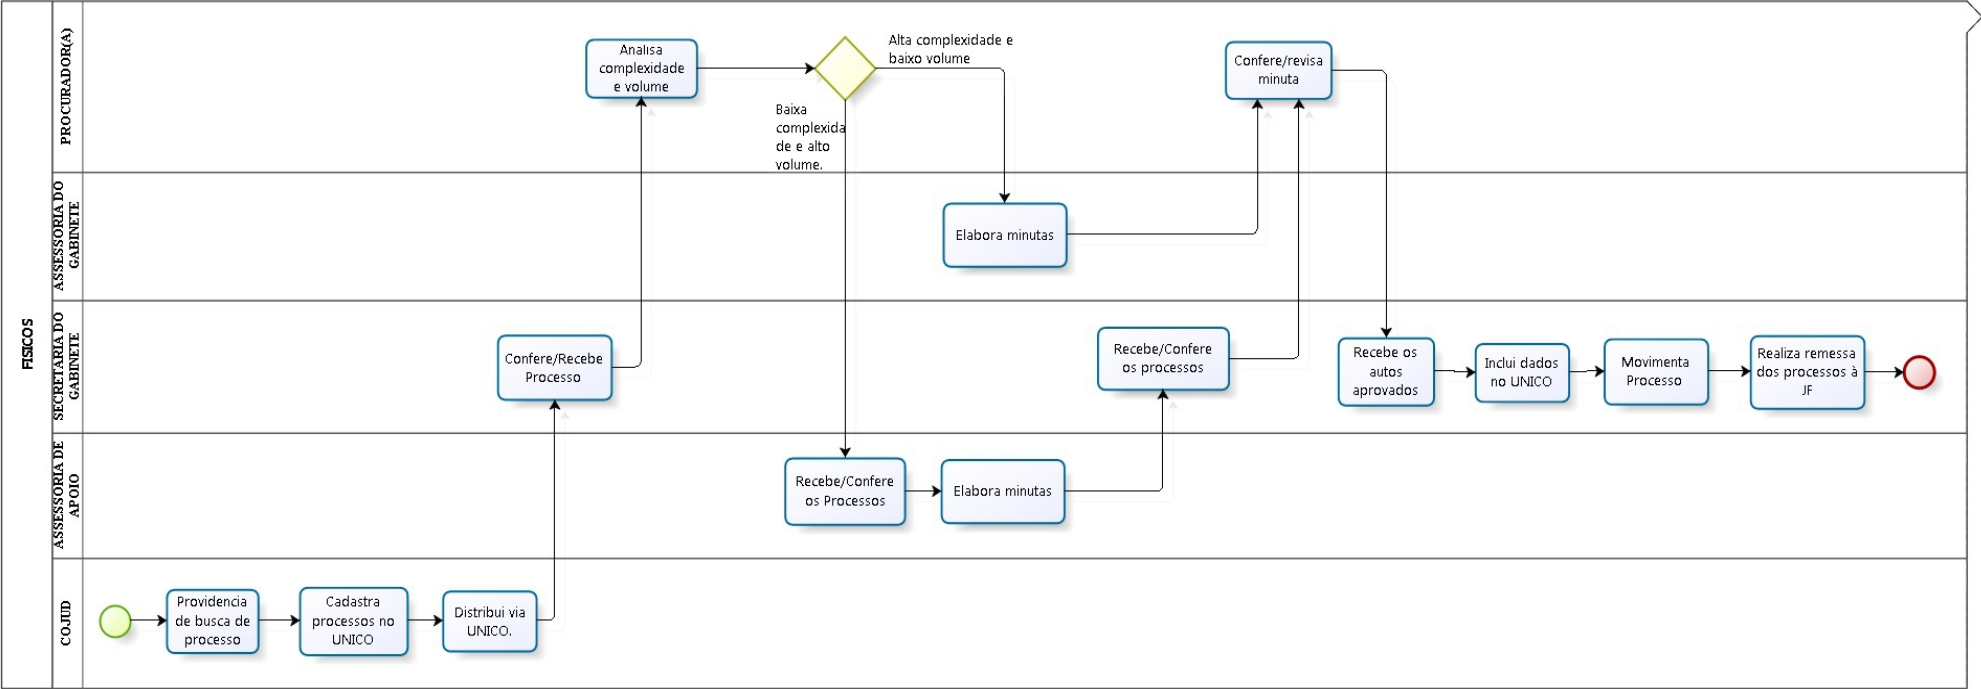 FISICOS
PROCURADOR(A)
Analisa
complexidade
e volume
Alta complexidade e
baixo volume
Baixa
complexida
de e alto
volume.
Confere/revisa
minuta
ASSESSORIA DO
GABINETE
Elabora minutas
SECRETARIA DO
GABINETE
Confere/Recebe
Processo
Recebe/Confere
os processos
Recebe os
autos
aprovados
Inclui dados
no UNICO
Movimenta
Processo
Realiza remessa
dos processos à
JF
ASSESSORIA DE
APOIO
Recebe/Confere
os Processos
Elabora minutas
COJUD
Providencia
de busca de
processo
Cadastra
processos no
UNICO
Distribui via
UNICO.